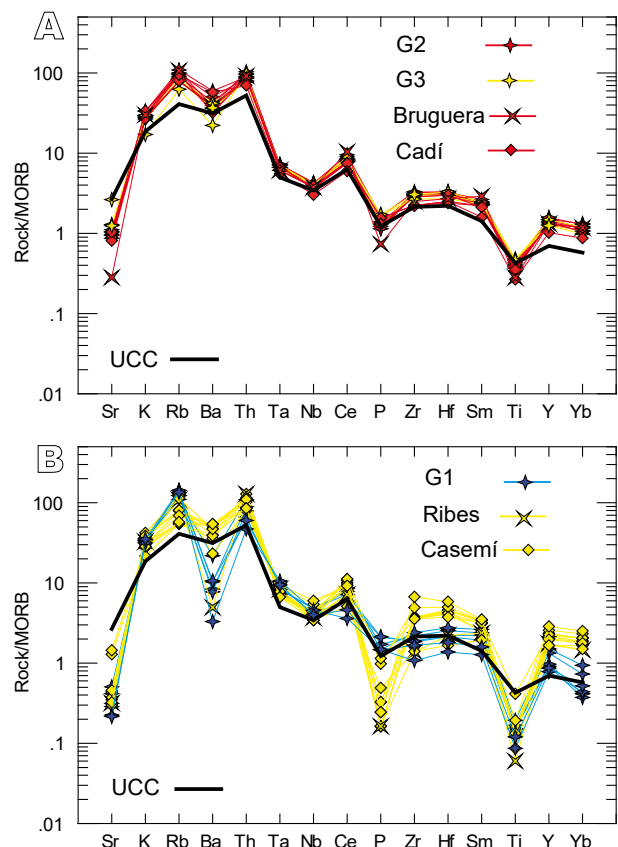 A
G2
G3
Bruguera
Cadí
100
10
1
.1
.01
Rock/MORB
UCC
Sr K Rb Ba Th Ta Nb Ce P Zr Hf Sm Ti Y Yb
B
G1
Ribes
Casemí
100
10
1
.1
.01
Rock/MORB
UCC
Sr K Rb Ba Th Ta Nb Ce P Zr Hf Sm Ti Y Yb